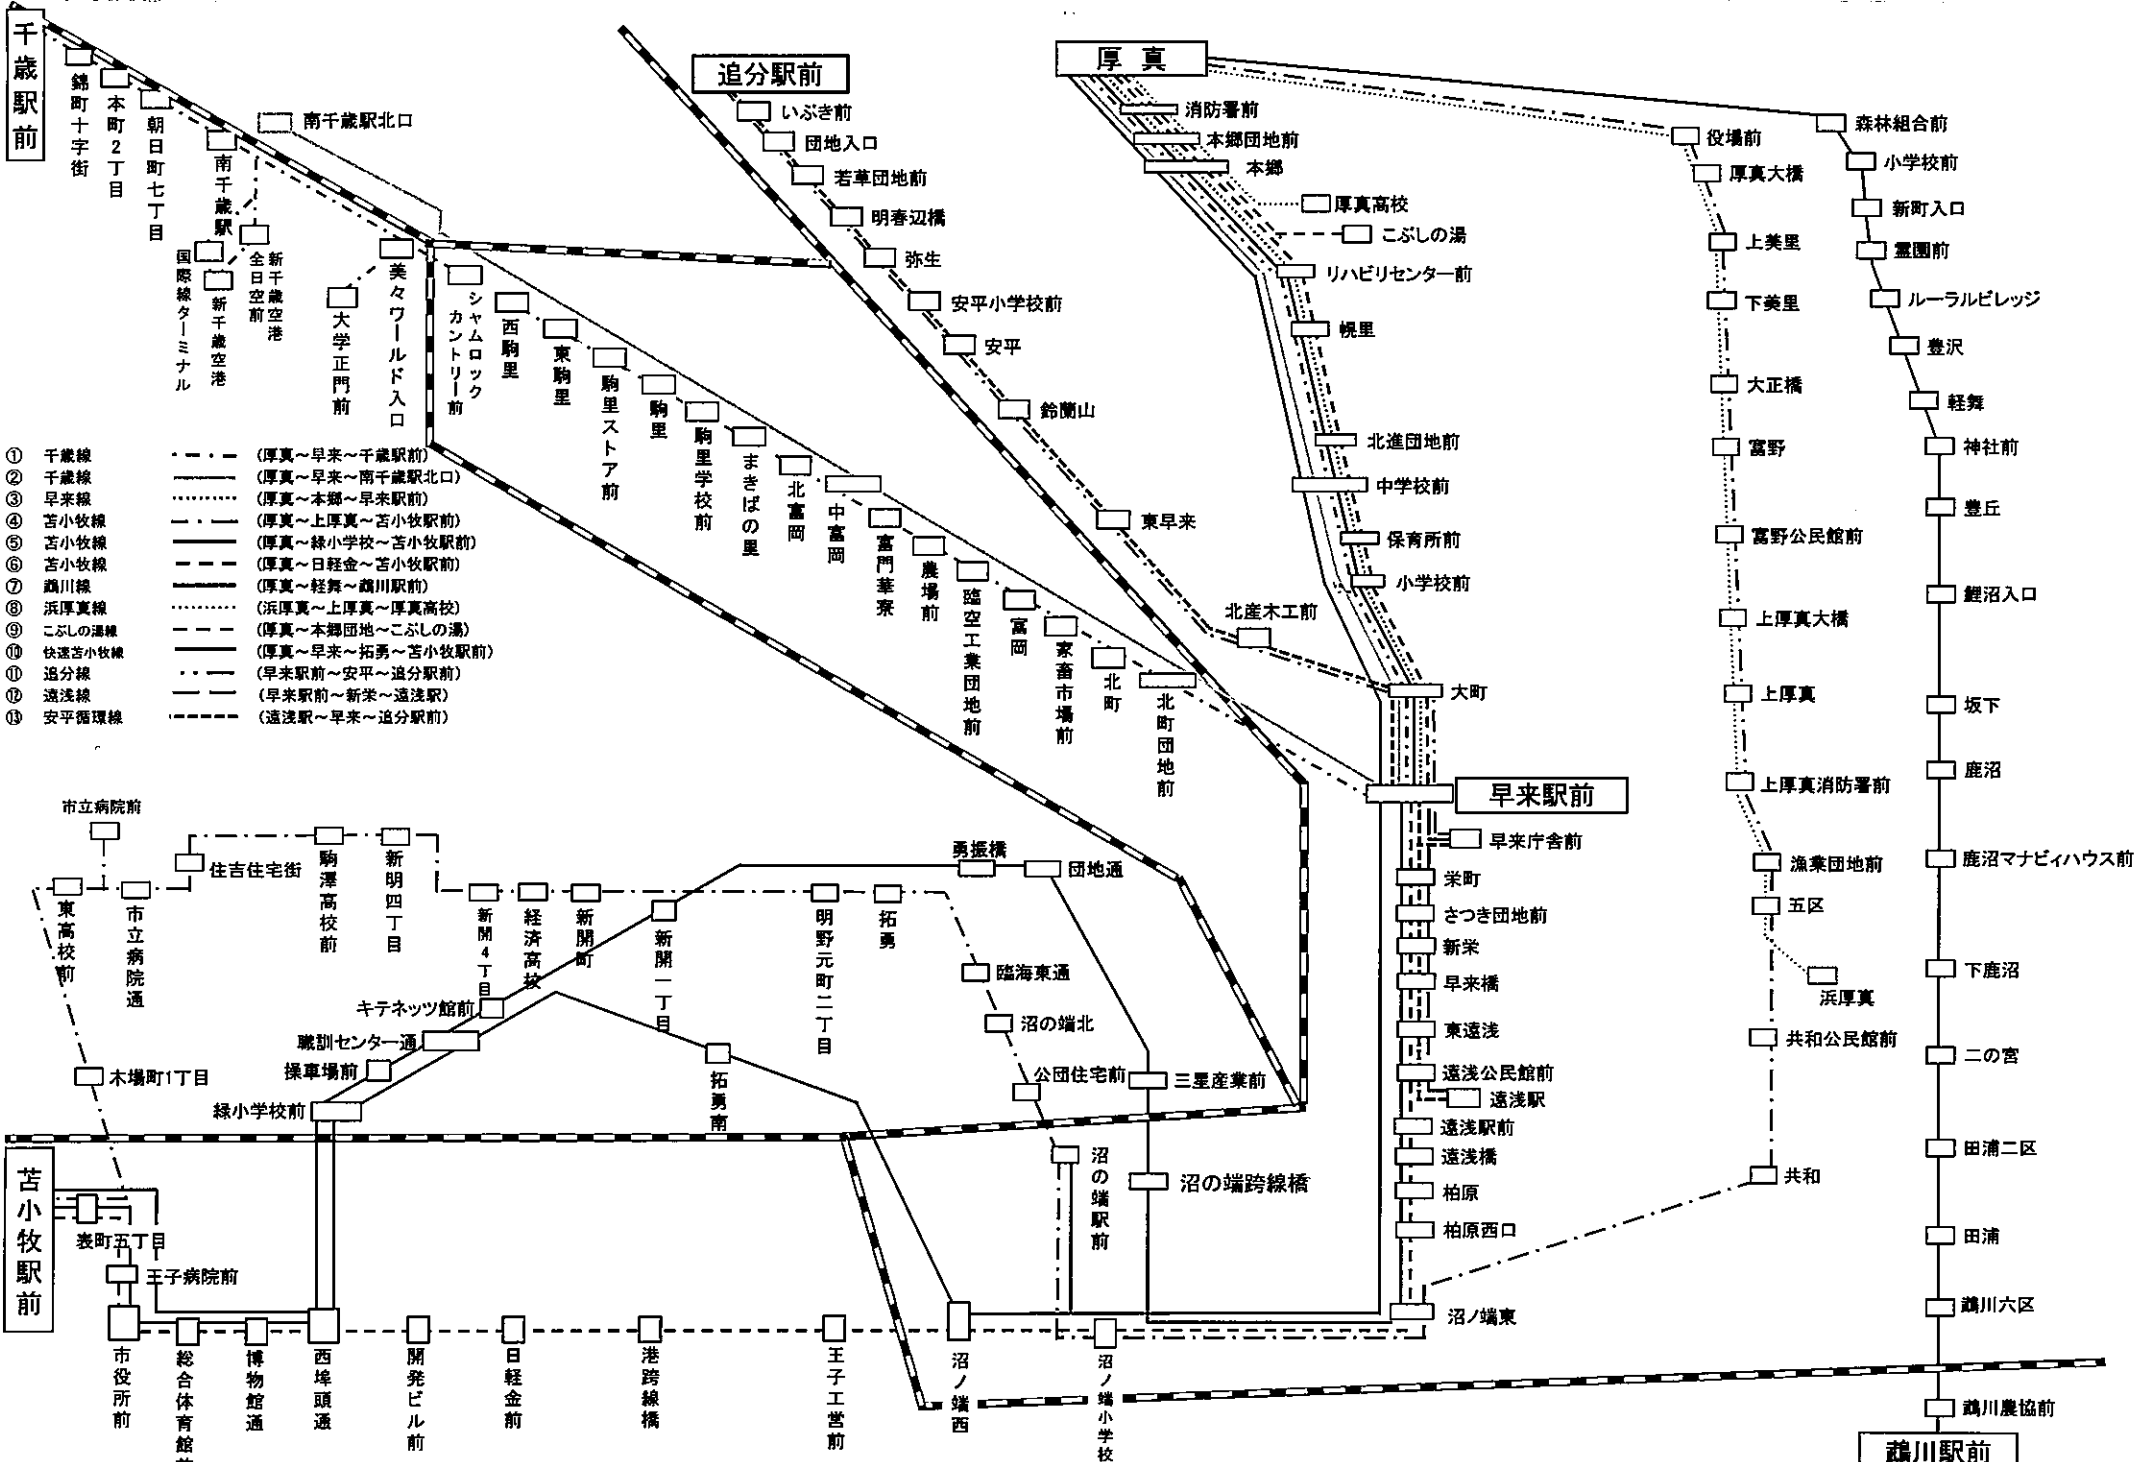 千歳駅前
錦町十字街
本町2丁目
朝日町七丁目
南千歳駅
南千歳駅北口
国際線ターミナル
新千歳空港
新千歳空港
全日空前
大学正門前
美々ワールド入口
シャムロック
カントリー前
西駒里
東駒里
駒里ストア前
駒里
駒里学校前
まきばの里
北富岡
中富岡
富門華寮
農場前
臨空工業団地前
富岡
家畜市場前
北町
北町団地前
追分駅前
いぶき前
団地入口
若草団地前
明春辺橋
弥生
安平小学校前
安平
鈴蘭山
東早来
北産木工前
厚真
消防署前
本郷団地前
本郷
厚真高校
こぶしの湯
リハビリセンター前
幌里
北進団地前
中学校前
保育所前
小学校前
大町
早来駅前
早来庁舎前
栄町
さつき団地前
新栄
早来橋
東遠浅
遠浅公民館前
遠浅駅
遠浅駅前
遠浅橋
柏原
柏原西口
沼ノ端東
役場前
厚真大橋
上美里
下美里
大正橋
富野
富野公民館前
上厚真大橋
上厚真
上厚真消防署前
漁業団地前
五区
浜厚真
共和公民館前
共和
森林組合前
小学校前
新町入口
霊園前
ルーラルビレッジ
豊沢
軽舞
神社前
豊丘
鯉沼入口
坂下
鹿沼
鹿沼マナビィハウス前
下鹿沼
二の宮
田浦二区
田浦
鵡川六区
鵡川農協前
鵡川駅前
① 千歳線 (厚真～早来～千歳駅前)
② 千歳線 (厚真～早来～南千歳駅北口)
③ 早来線 (厚真～本郷～早来駅前)
④ 苫小牧線 (厚真～上厚真～苫小牧駅前)
⑤ 苫小牧線 (厚真～緑小学校～苫小牧駅前)
⑥ 苫小牧線 (厚真～日軽金～苫小牧駅前)
⑦ 鵡川線 (厚真～軽舞～鵡川駅前)
⑧ 浜厚真線 (浜厚真～上厚真～厚真高校)
⑨ こぶしの湯線 (厚真～本郷団地～こぶしの湯)
⑩ 快速苫小牧線 (厚真～早来～拓勇～苫小牧駅前)
⑪ 追分線 (早来駅前～安平～追分駅前)
⑫ 遠浅線 (早来駅前～新栄～遠浅駅)
⑬ 安平循環線 (遠浅駅～早来～追分駅前)
市立病院前
東高校前
市立病院通
住吉住宅街
駒澤高校前
新明四丁目
新開4丁目
経済高校
新開町
新開一丁目
明野元町二丁目
拓勇
勇振橋
団地通
臨海東通
沼の端北
公団住宅前
沼の端駅前
三星産業前
沼の端跨線橋
キテネッツ館前
職訓センター通
操車場前
緑小学校前
拓勇南
木場町1丁目
苫小牧駅前
表町五丁目
王子病院前
市役所前
総合体育館
博物館通
西埠頭通
開発ビル前
日軽金前
港跨線橋
王子工営前
沼ノ端西
沼ノ端小学校